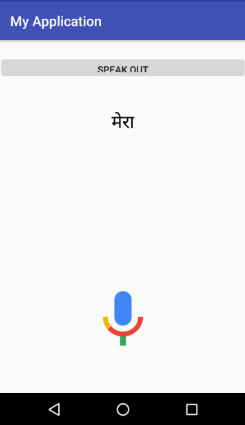 My Application
SPEAK OUT
मेरा